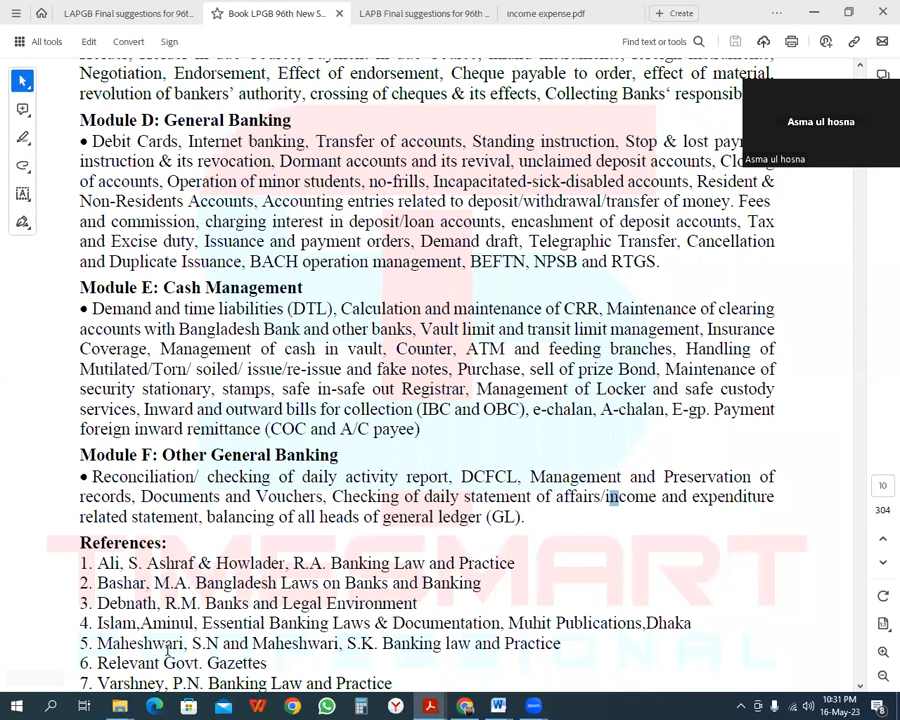 LAPGB Final suggestions for 96t...
Book LPGB 96th New S...
LAPB Final suggestions for 96th ...
income expense.pdf
Create
All tools
Edit
Convert
Sign
Find text or tools
Negotiation, Endorsement, Effect of endorsement, Cheque payable to order, effect of material,
revolution of bankers' authority, crossing of cheques & its effects, Collecting Banks' responsib
Asma ul hosna
Asma ul hosna
Module D: General Banking
• Debit Cards, Internet banking, Transfer of accounts, Standing instruction, Stop & lost paym
instruction & its revocation, Dormant accounts and its revival, unclaimed deposit accounts, Clo
of accounts, Operation of minor students, no-frills, Incapacitated-sick-disabled accounts, Resident &
Non-Residents Accounts, Accounting entries related to deposit/withdrawal/transfer of money. Fees
and commission, charging interest in deposit/loan accounts, encashment of deposit accounts, Tax
and Excise duty, Issuance and payment orders, Demand draft, Telegraphic Transfer, Cancellation
and Duplicate Issuance, BACH operation management, BEFTN, NPSB and RTGS.
Module E: Cash Management
• Demand and time liabilities (DTL), Calculation and maintenance of CRR, Maintenance of clearing
accounts with Bangladesh Bank and other banks, Vault limit and transit limit management, Insurance
Coverage, Management of cash in vault, Counter, ATM and feeding branches, Handling of
Mutilated/Torn/ soiled/ issue/re-issue and fake notes, Purchase, sell of prize Bond, Maintenance of
security stationary, stamps, safe in-safe out Registrar, Management of Locker and safe custody
services, Inward and outward bills for collection (IBC and OBC), e-chalan, A-chalan, E-gp. Payment
foreign inward remittance (COC and A/C payee)
Module F: Other General Banking
• Reconciliation/ checking of daily activity report, DCFCL, Management and Preservation of
records, Documents and Vouchers, Checking of daily statement of affairs/income and expenditure
related statement, balancing of all heads of general ledger (GL).
References:
1. Ali, S. Ashraf & Howlader, R.A. Banking Law and Practice
2. Bashar, M.A. Bangladesh Laws on Banks and Banking
3. Debnath, R.M. Banks and Legal Environment
4. Islam,Aminul, Essential Banking Laws & Documentation, Muhit Publications,Dhaka
5. Maheshwari, S.N and Maheshwari, S.K. Banking law and Practice
6. Relevant Govt. Gazettes
7. Varshney, P.N. Banking Law and Practice
TIMESMART
10
304
10:31 PM
16-May-23
8